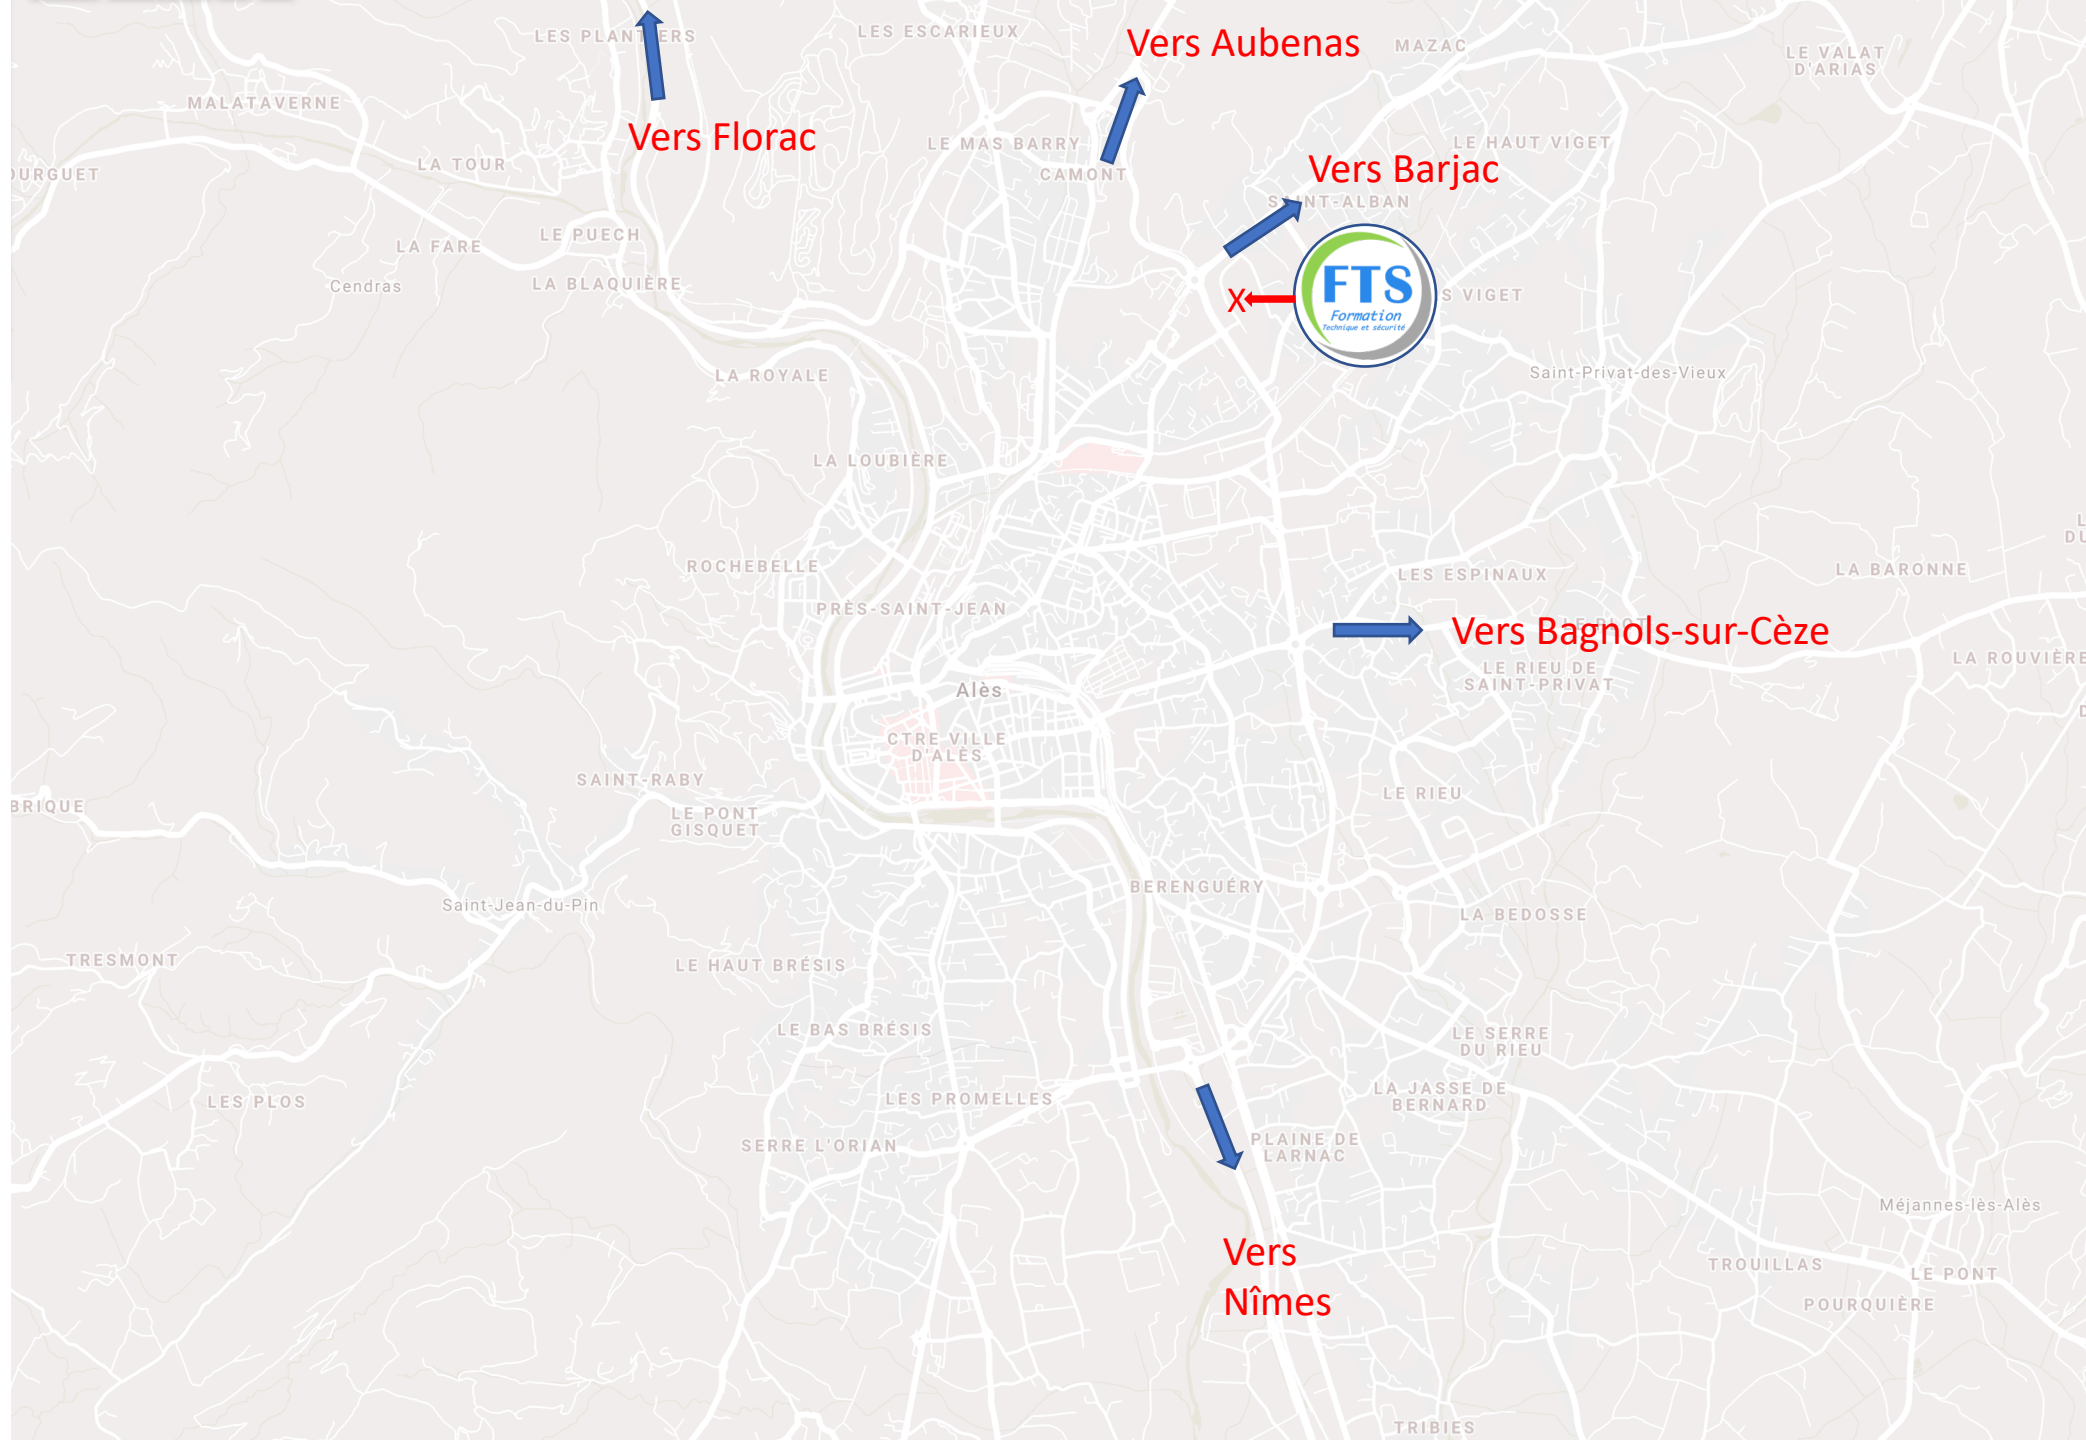 LES PLANTIERS
LES ESCARIEUX
Vers Aubenas
MAZAC
LE VALAT
D'ARIAS
MALATAVERNE
Vers Florac
LE MAS BARRY
LE HAUT VIGET
LA TOUR
CAMONT
Vers Barjac
OURGUET
SAINT-ALBAN
LE PUECH
LA FARE
Cendras
LA BLAQUIÈRE
X
FTS
Formation
Technique et sécurité
S VIGET
LA ROYALE
Saint-Privat-des-Vieux
LA LOUBIÈRE
ROCHEBELLE
LES ESPINAUX
LA BARONNE
L
DU
PRÈS-SAINT-JEAN
Vers Bagnols-sur-Cèze
LE PLOT
LA ROUVIÈRE
LE RIEU DE
SAINT-PRIVAT
Alès
CTRE VILLE
D'ALÈS
SAINT-RABY
LE RIEU
BRIQUE
LE PONT
GISQUET
BERENGUÉRY
Saint-Jean-du-Pin
LA BEDOSSE
TRESMONT
LE HAUT BRÉSIS
LE BAS BRÉSIS
LE SERRE
DU RIEU
LES PLOS
LES PROMELLES
LA JASSE DE
BERNARD
SERRE L'ORIAN
PLAINE DE
LARNAC
Méjannes-lès-Alès
Vers
Nîmes
TROUILLAS
LE PONT
POURQUIÈRE
TRIBIES